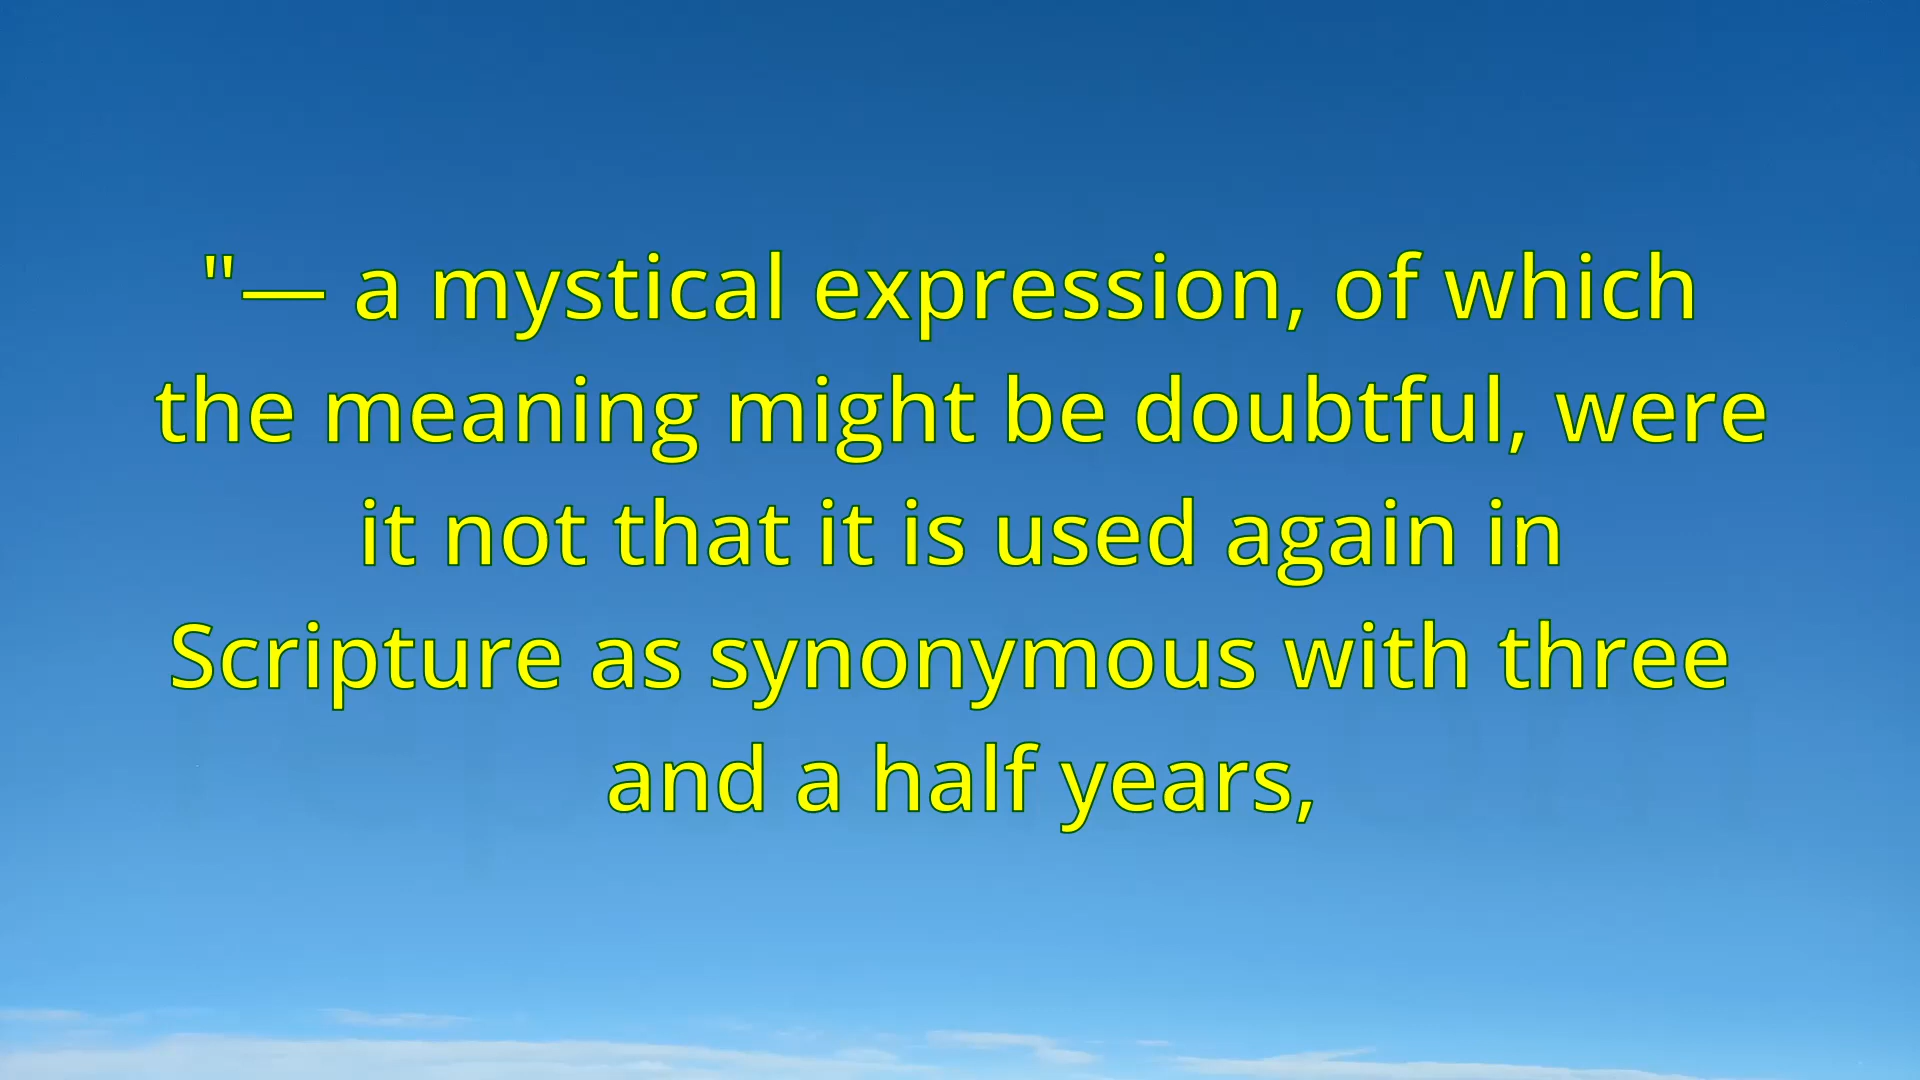 "— a mystical expression, of which
the meaning might be doubtful, were
it not that it is used again in
Scripture as synonymous with three
and a half years,